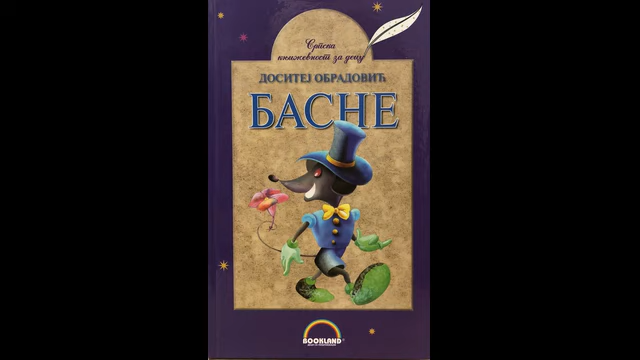 Српска
књижевност за децу
ДОСИТЕЈ ОБРАДОВИЋ
БАСНЕ
BOOKLAND®